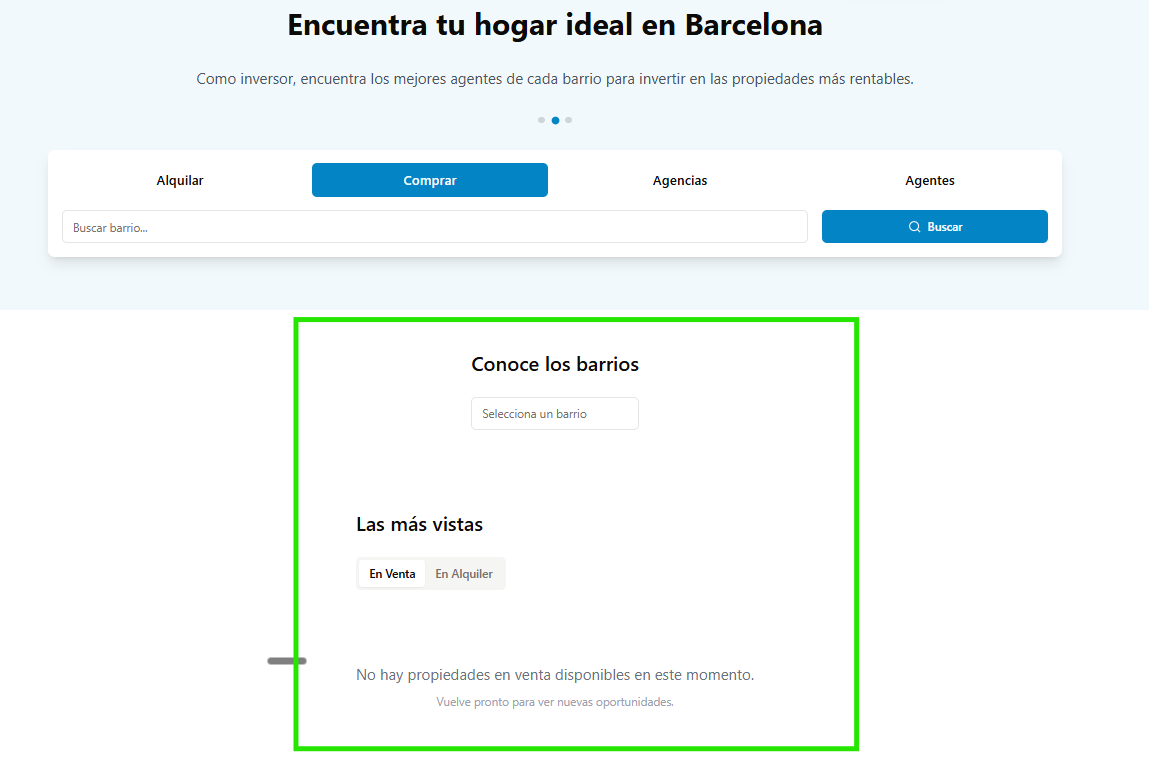 Encuentra tu hogar ideal en Barcelona
Como inversor, encuentra los mejores agentes de cada barrio para invertir en las propiedades más rentables.
Alquilar
Comprar
Agencias
Agentes
Buscar barrio...
Buscar
Conoce los barrios
Selecciona un barrio
Las más vistas
En Venta
En Alquiler
No hay propiedades en venta disponibles en este momento.
Vuelve pronto para ver nuevas oportunidades.